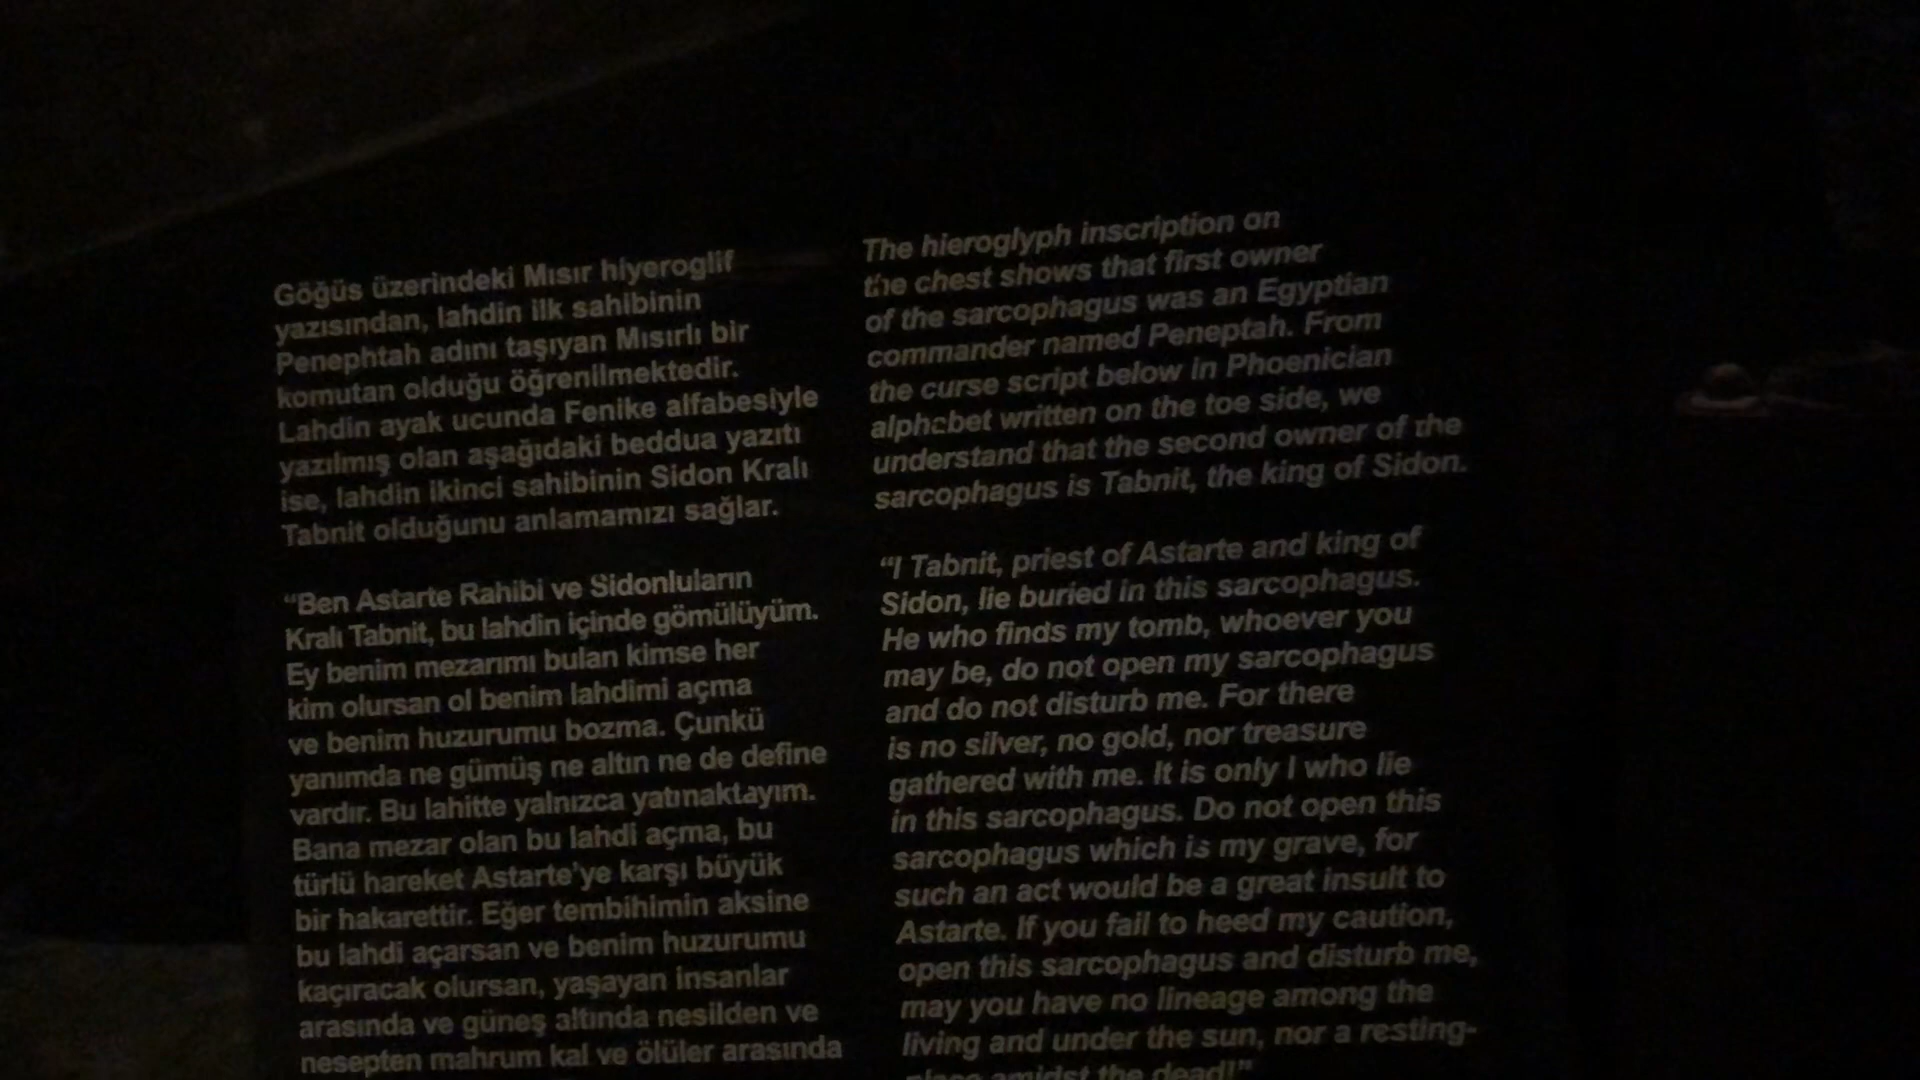 Göğüs üzerindeki Mısır hiyeroglif
yazısından, lahdin ilk sahibinin
Penephtah adını taşıyan Mısırlı bir
komutan olduğu öğrenilmektedir.
Lahdin ayak ucunda Fenike alfabesiyle
yazılmış olan aşağıdaki beddua yazıtı
ise, lahdin ikinci sahibinin Sidon Kralı
Tabnit olduğunu anlamamızı sağlar.
“Ben Astarte Rahibi ve Sidonluların
Kralı Tabnit, bu lahdin içinde gömülüyüm.
Ey benim mezarımı bulan kimse her
kim olursan ol benim lahdimi açma
ve benim huzurumu bozma. Çünkü
yanımda ne gümüş ne altın ne de define
vardır. Bu lahitte yalnızca yatmaktayım.
Bana mezar olan bu lahdi açma, bu
türlü hareket Astarte’ye karşı büyük
bir hakarettir. Eğer tembihimin aksine
bu lahdi açarsan ve benim huzurumu
kaçıracak olursan, yaşayan insanlar
arasında ve güneş altında nesilden ve
nesepten mahrum kal ve ölüler arasında
The hieroglyph inscription on
the chest shows that first owner
of the sarcophagus was an Egyptian
commander named Peneptah. From
the curse script below in Phoenician
alphabet written on the toe side, we
understand that the second owner of the
sarcophagus is Tabnit, the king of Sidon.
“I Tabnit, priest of Astarte and king of
Sidon, lie buried in this sarcophagus.
He who finds my tomb, whoever you
may be, do not open my sarcophagus
and do not disturb me. For there
is no silver, no gold, nor treasure
gathered with me. It is only I who lie
in this sarcophagus. Do not open this
sarcophagus which is my grave, for
such an act would be a great insult to
Astarte. If you fail to heed my caution,
open this sarcophagus and disturb me,
may you have no lineage among the
living and under the sun, nor a resting-
place amidst the dead!”